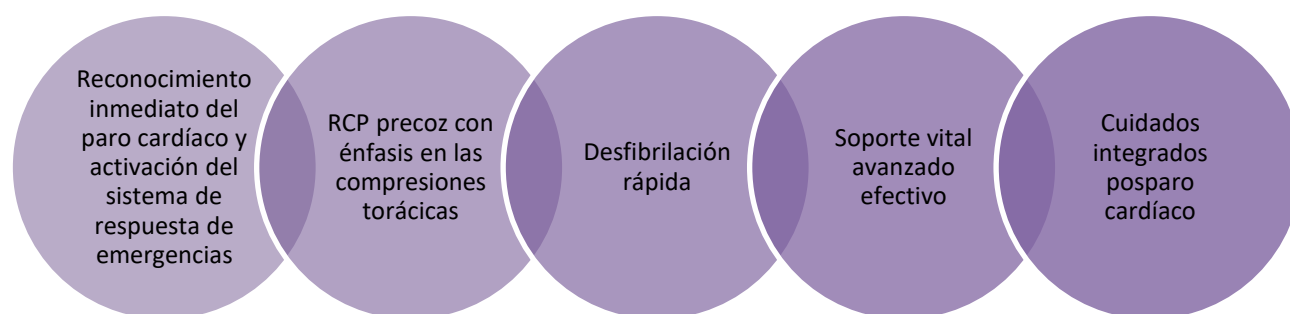 Reconocimiento
inmediato del
paro cardíaco y
activación del
sistema de
respuesta de
emergencias
RCP precoz con
énfasis en las
compresiones
torácicas
Desfibrilación
rápida
Soporte vital
avanzado
efectivo
Cuidados
integrados
posparo
cardíaco